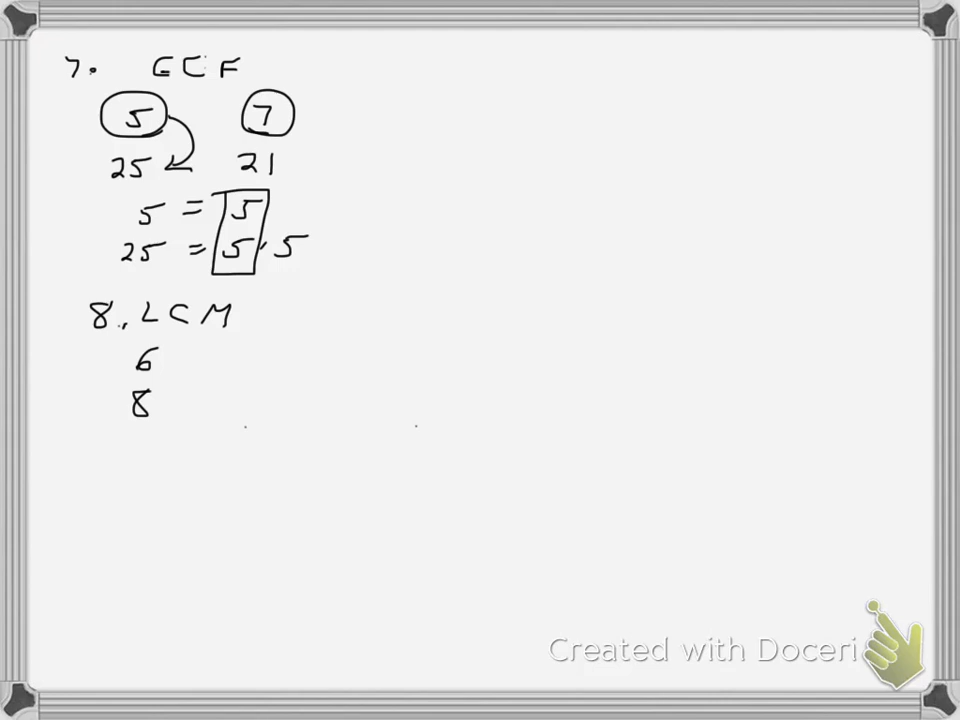 7. GCF
5 7
25 21
5 = 5
25 = 5 · 5
8. LCM
6
8
Created with Doceri